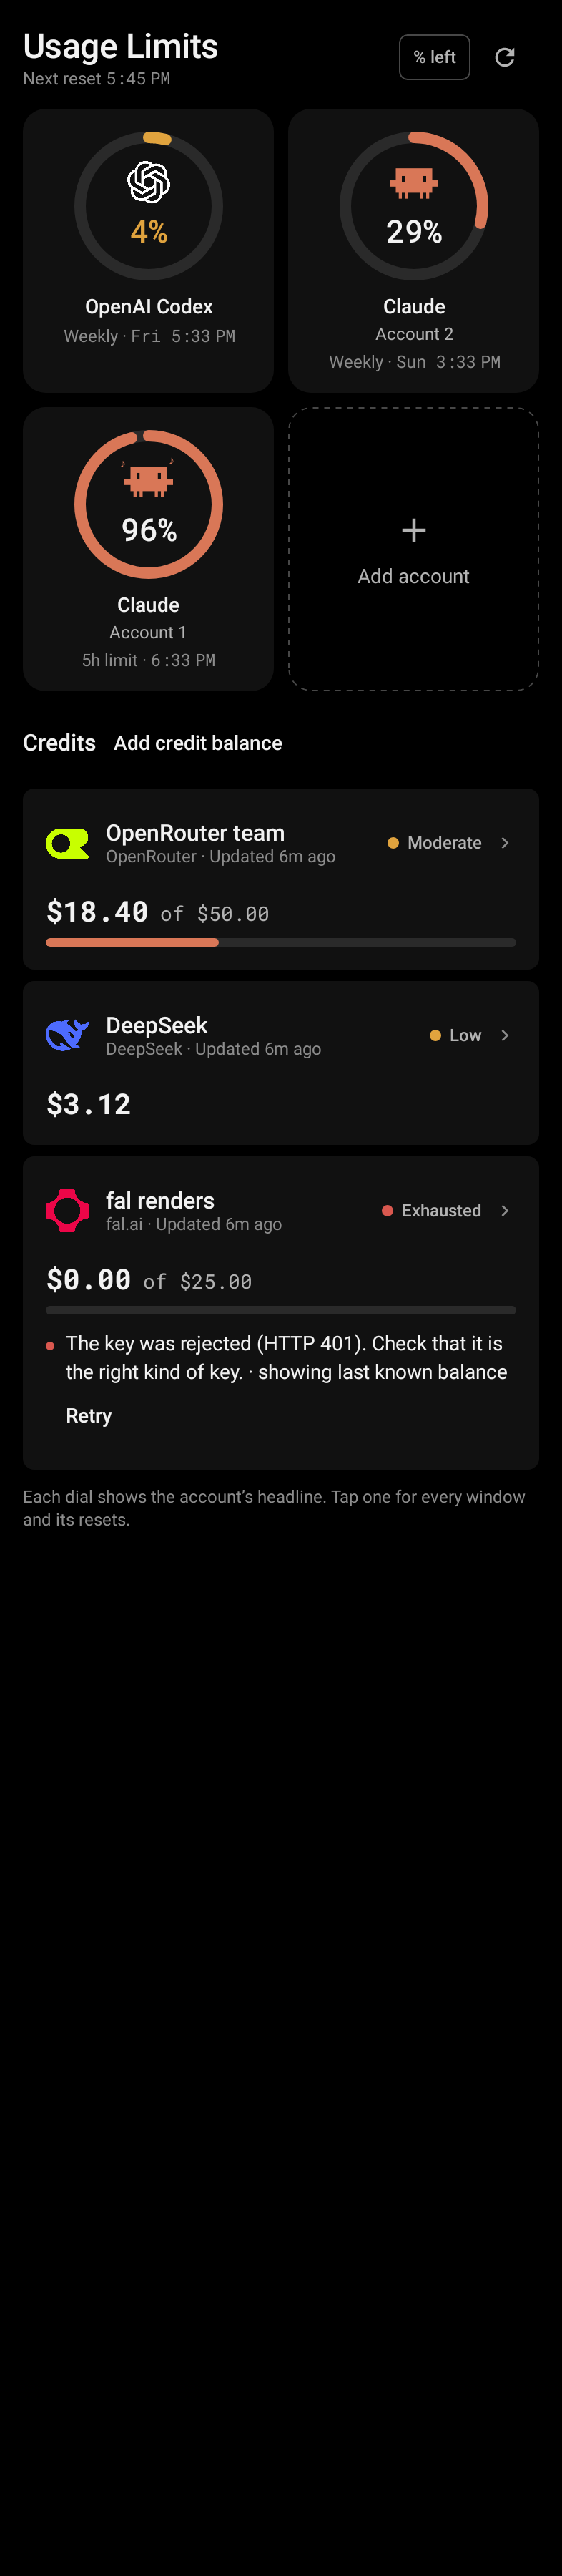 Usage Limits
Next reset 5:45 PM
% left
4%
OpenAI Codex
Weekly · Fri 5:33 PM
29%
Claude
Account 2
Weekly · Sun 3:33 PM
96%
Claude
Account 1
5h limit · 6:33 PM
+
Add account
Credits
Add credit balance
OpenRouter team
OpenRouter · Updated 6m ago
Moderate
$18.40 of $50.00
DeepSeek
DeepSeek · Updated 6m ago
Low
$3.12
fal renders
fal.ai · Updated 6m ago
Exhausted
$0.00 of $25.00
The key was rejected (HTTP 401). Check that it is
the right kind of key. · showing last known balance
Retry
Each dial shows the account’s headline. Tap one for every window
and its resets.